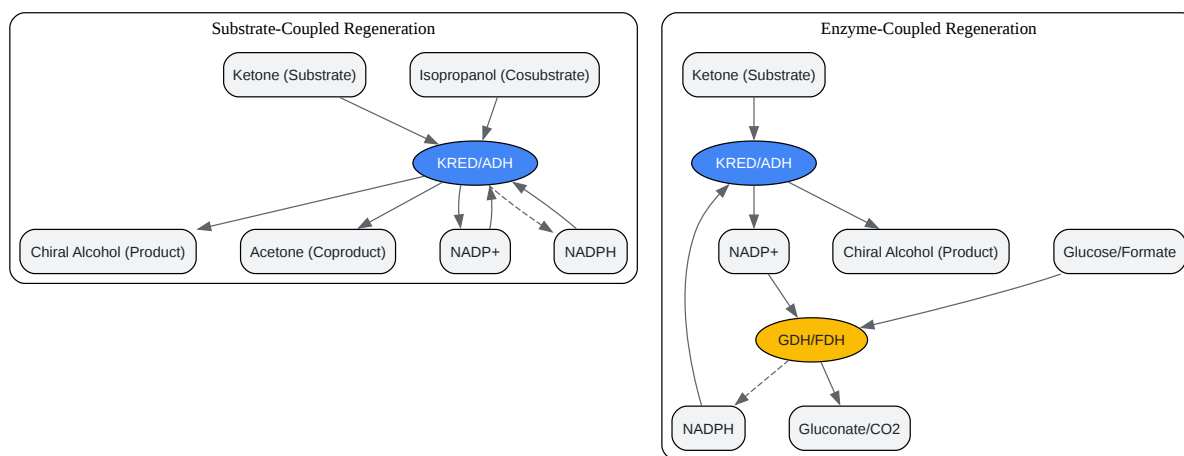 Substrate-Coupled Regeneration
Ketone (Substrate)
Isopropanol (Cosubstrate)
KRED/ADH
Chiral Alcohol (Product)
Acetone (Coproduct)
NADP+
NADPH
Enzyme-Coupled Regeneration
Ketone (Substrate)
KRED/ADH
NADP+
Chiral Alcohol (Product)
Glucose/Formate
GDH/FDH
NADPH
Gluconate/CO2